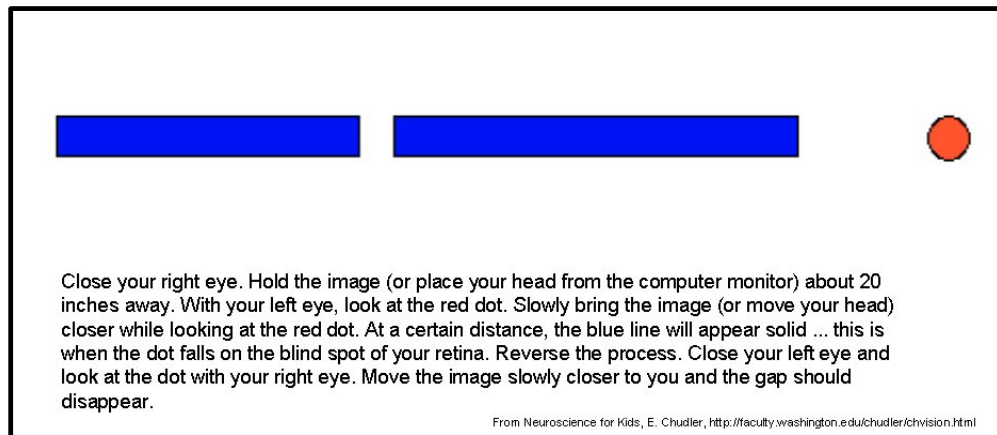 Close your right eye. Hold the image (or place your head from the computer monitor) about 20
inches away. With your left eye, look at the red dot. Slowly bring the image (or move your head)
closer while looking at the red dot. At a certain distance, the blue line will appear solid ... this is
when the dot falls on the blind spot of your retina. Reverse the process. Close your left eye and
look at the dot with your right eye. Move the image slowly closer to you and the gap should
disappear.
From Neuroscience for Kids, E. Chudler, http://faculty.washington.edu/chudler/chvision.html